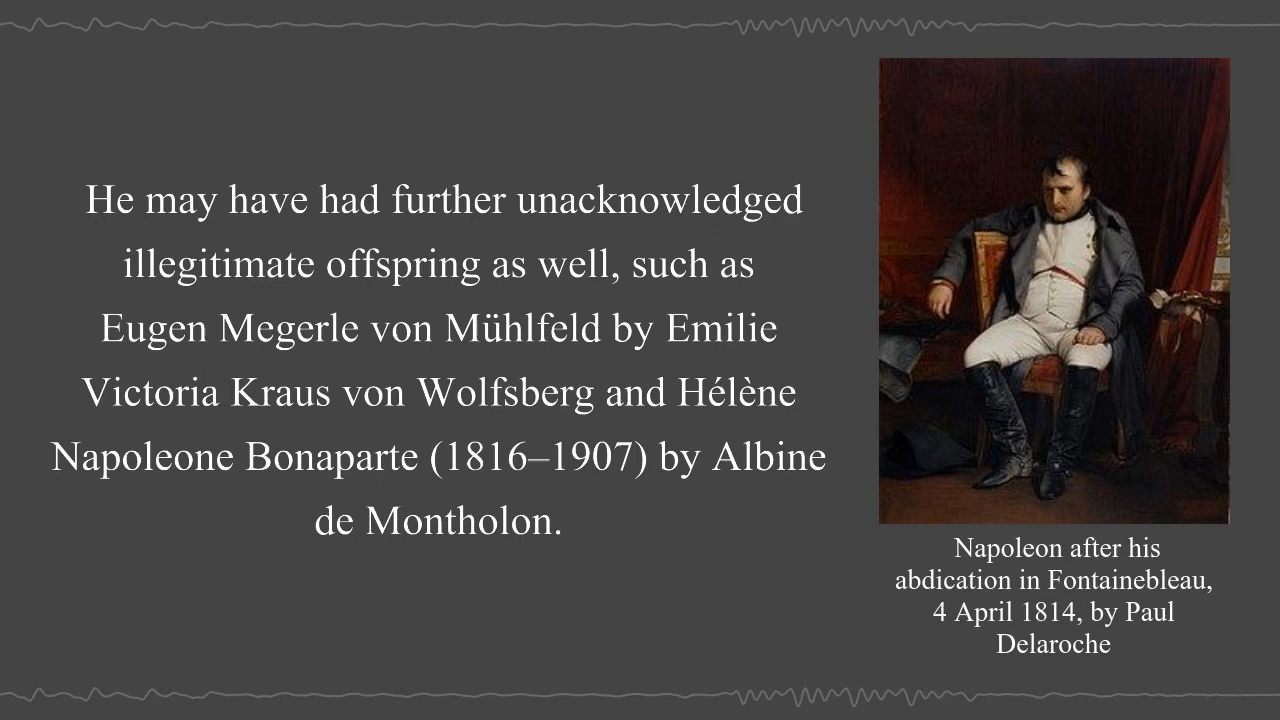 He may have had further unacknowledged
illegitimate offspring as well, such as
Eugen Megerle von Mühlfeld by Emilie
Victoria Kraus von Wolfsberg and Hélène
Napoleone Bonaparte (1816–1907) by Albine
de Montholon.
Napoleon after his
abdication in Fontainebleau,
4 April 1814, by Paul
Delaroche